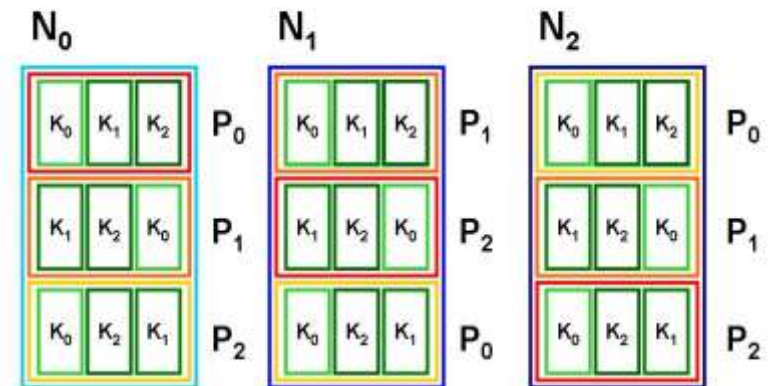 N₀ N₁ N₂
K₀ K₁ K₂ P₀ K₀ K₁ K₂ P₁ K₀ K₁ K₂ P₀
K₁ K₂ K₀ P₁ K₁ K₂ K₀ P₂ K₁ K₂ K₀ P₁
K₀ K₂ K₁ P₂ K₀ K₂ K₁ P₀ K₀ K₂ K₁ P₂